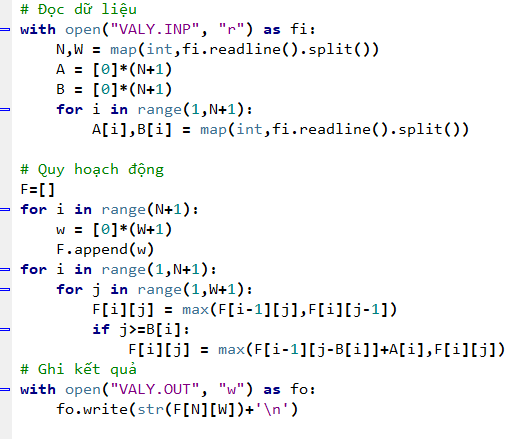 # Đọc dữ liệu
with open("VALY.INP", "r") as fi:
    N,W = map(int,fi.readline().split())
    A = [0]*(N+1)
    B = [0]*(N+1)
    for i in range(1,N+1):
        A[i],B[i] = map(int,fi.readline().split())

# Quy hoạch động
F=[]
for i in range(N+1):
    w = [0]*(W+1)
    F.append(w)
for i in range(1,N+1):
    for j in range(1,W+1):
        F[i][j] = max(F[i-1][j],F[i][j-1])
        if j>=B[i]:
            F[i][j] = max(F[i-1][j-B[i]]+A[i],F[i][j])
# Ghi kết quả
with open("VALY.OUT", "w") as fo:
    fo.write(str(F[N][W])+'\n')